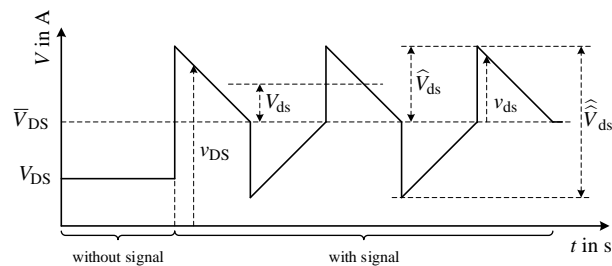 V in A
V̂ds
Vds
vds
V̂̂ds
V̅DS
vDS
VDS
t in s
without signal
with signal